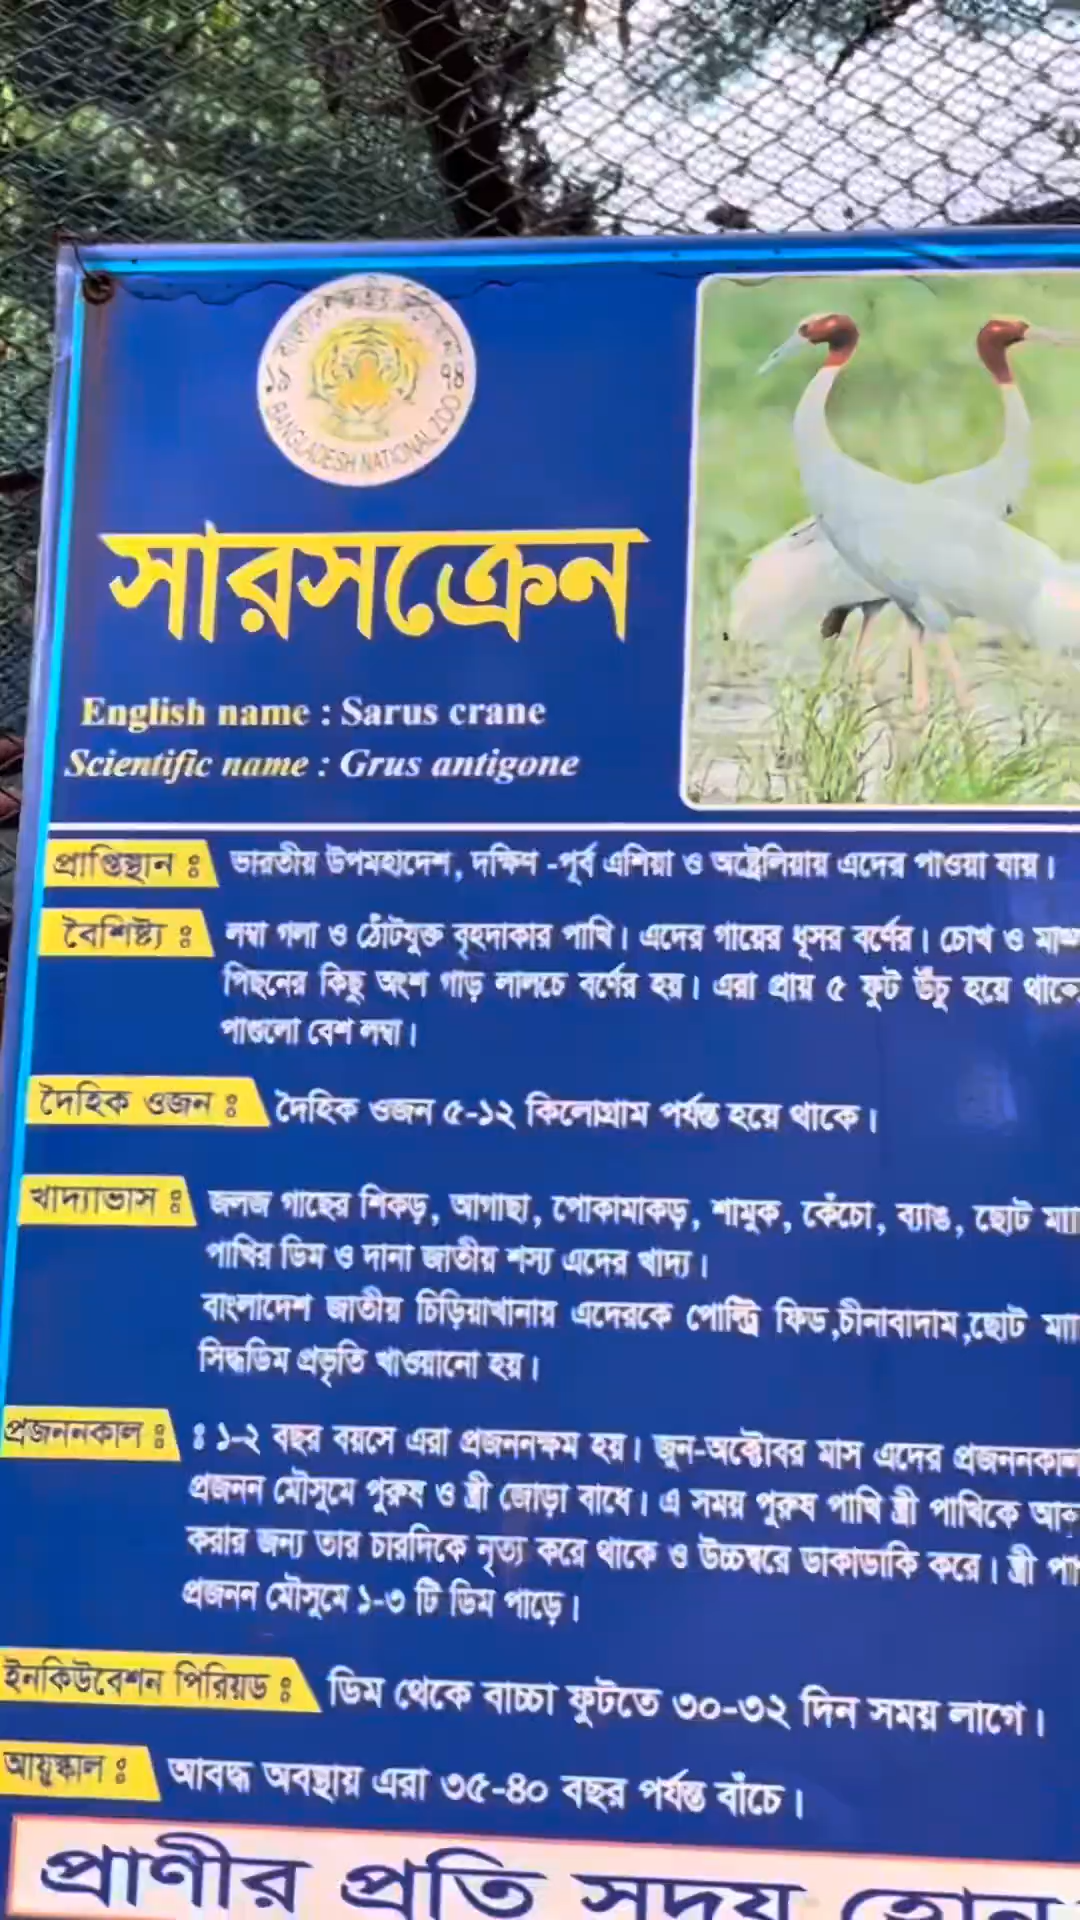 বাংলাদেশ জাতীয় চিড়িয়াখানা
১৯৭৪
BANGLADESH NATIONAL ZOO
সারসক্রেন
English name : Sarus crane
Scientific name : Grus antigone
প্রাপ্তিস্থান ঃ ভারতীয় উপমহাদেশ, দক্ষিণ -পূর্ব এশিয়া ও অষ্ট্রেলিয়ায় এদের পাওয়া যায়।
বৈশিষ্ট্য ঃ লম্বা গলা ও ঠোঁটযুক্ত বৃহদাকার পাখি। এদের গায়ের ধূসর বর্ণের। চোখ ও
পিছনের কিছু অংশ গাড় লালচে বর্ণের হয়। এরা প্রায় ৫ ফুট উঁচু হয়ে থাকে
পাগুলো বেশ লম্বা।
দৈহিক ওজন ঃ দৈহিক ওজন ৫-১২ কিলোগ্রাম পর্যন্ত হয়ে থাকে।
খাদ্যাভাস ঃ জলজ গাছের শিকড়, আগাছা, পোকামাকড়, শামুক, কেঁচো, ব্যাঙ, ছোট
পাখির ডিম ও দানা জাতীয় শস্য এদের খাদ্য।
বাংলাদেশ জাতীয় চিড়িয়াখানায় এদেরকে পোল্ট্রি ফিড,চীনাবাদাম,ছোট
সিদ্ধডিম প্রভৃতি খাওয়ানো হয়।
প্রজননকাল ঃ ঃ ১-২ বছর বয়সে এরা প্রজননক্ষম হয়। জুন-অক্টোবর মাস এদের প্রজননকাল
প্রজনন মৌসুমে পুরুষ ও স্ত্রী জোড়া বাধে। এ সময় পুরুষ পাখি স্ত্রী পাখিকে
করার জন্য তার চারদিকে নৃত্য করে থাকে ও উচ্চস্বরে ডাকাডাকি করে। স্ত্রী
প্রজনন মৌসুমে ১-৩ টি ডিম পাড়ে।
ইনকিউবেশন পিরিয়ড ঃ ডিম থেকে বাচ্চা ফুটতে ৩০-৩২ দিন সময় লাগে।
আয়ুষ্কাল ঃ আবদ্ধ অবস্থায় এরা ৩৫-৪০ বছর পর্যন্ত বাঁচে।
প্রাণীর প্রতি সদয় হোন